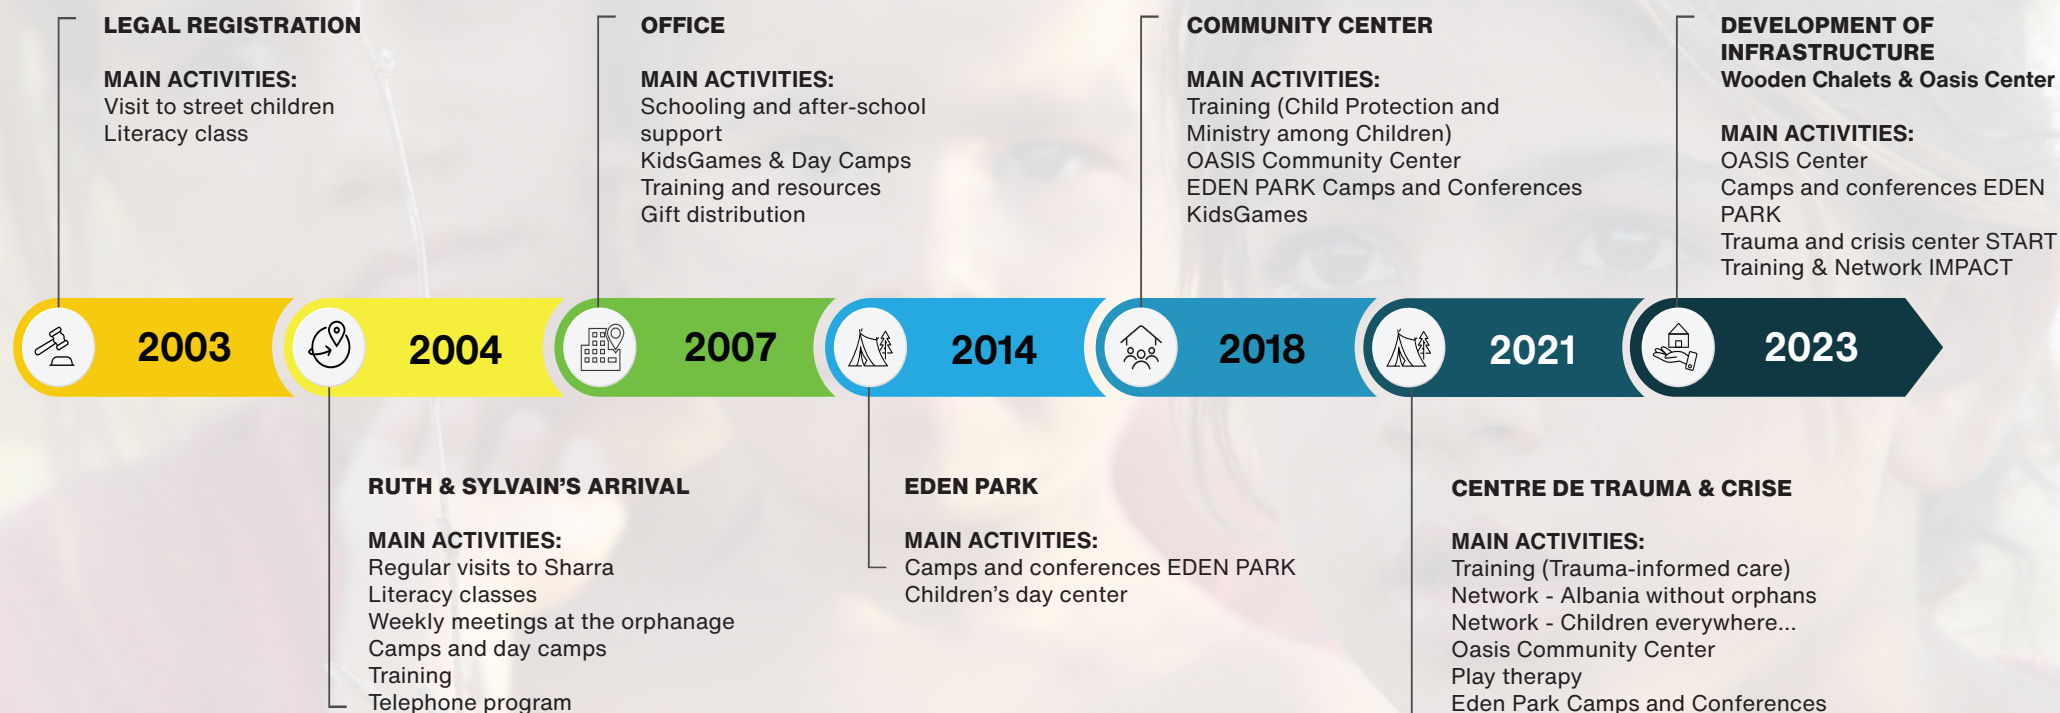 LEGAL REGISTRATION
MAIN ACTIVITIES:
Visit to street children
Literacy class
OFFICE
MAIN ACTIVITIES:
Schooling and after-school
support
KidsGames & Day Camps
Training and resources
Gift distribution
COMMUNITY CENTER
MAIN ACTIVITIES:
Training (Child Protection and
Ministry among Children)
OASIS Community Center
EDEN PARK Camps and Conferences
KidsGames
DEVELOPMENT OF
INFRASTRUCTURE
Wooden Chalets & Oasis Center
MAIN ACTIVITIES:
OASIS Center
Camps and conferences EDEN
PARK
Trauma and crisis center START
Training & Network IMPACT
2003
2004
2007
2014
2018
2021
2023
RUTH & SYLVAIN'S ARRIVAL
MAIN ACTIVITIES:
Regular visits to Sharra
Literacy classes
Weekly meetings at the orphanage
Camps and day camps
Training
Telephone program
EDEN PARK
MAIN ACTIVITIES:
Camps and conferences EDEN PARK
Children's day center
CENTRE DE TRAUMA & CRISE
MAIN ACTIVITIES:
Training (Trauma-informed care)
Network - Albania without orphans
Network - Children everywhere...
Oasis Community Center
Play therapy
Eden Park Camps and Conferences